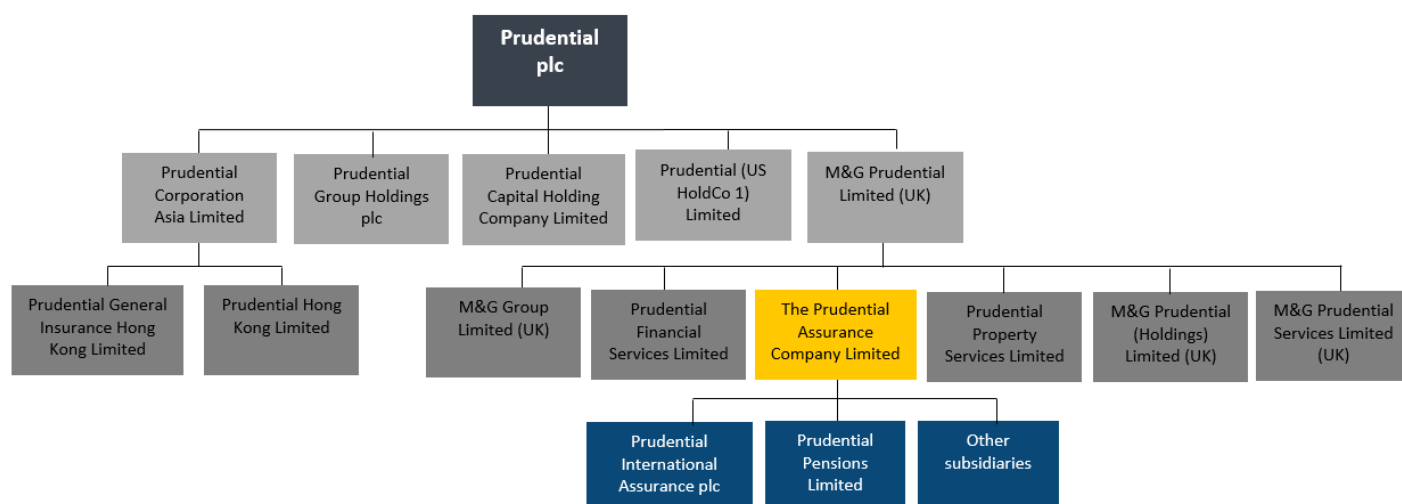 Prudential
plc
Prudential
Corporation
Asia Limited
Prudential
Group Holdings
plc
Prudential
Capital Holding
Company Limited
Prudential (US
HoldCo 1)
Limited
M&G Prudential
Limited (UK)
Prudential General
Insurance Hong
Kong Limited
Prudential Hong
Kong Limited
M&G Group
Limited (UK)
Prudential
Financial
Services Limited
The Prudential
Assurance
Company Limited
Prudential
Property
Services Limited
M&G Prudential
(Holdings)
Limited (UK)
M&G Prudential
Services Limited
(UK)
Prudential
International
Assurance plc
Prudential
Pensions
Limited
Other
subsidiaries